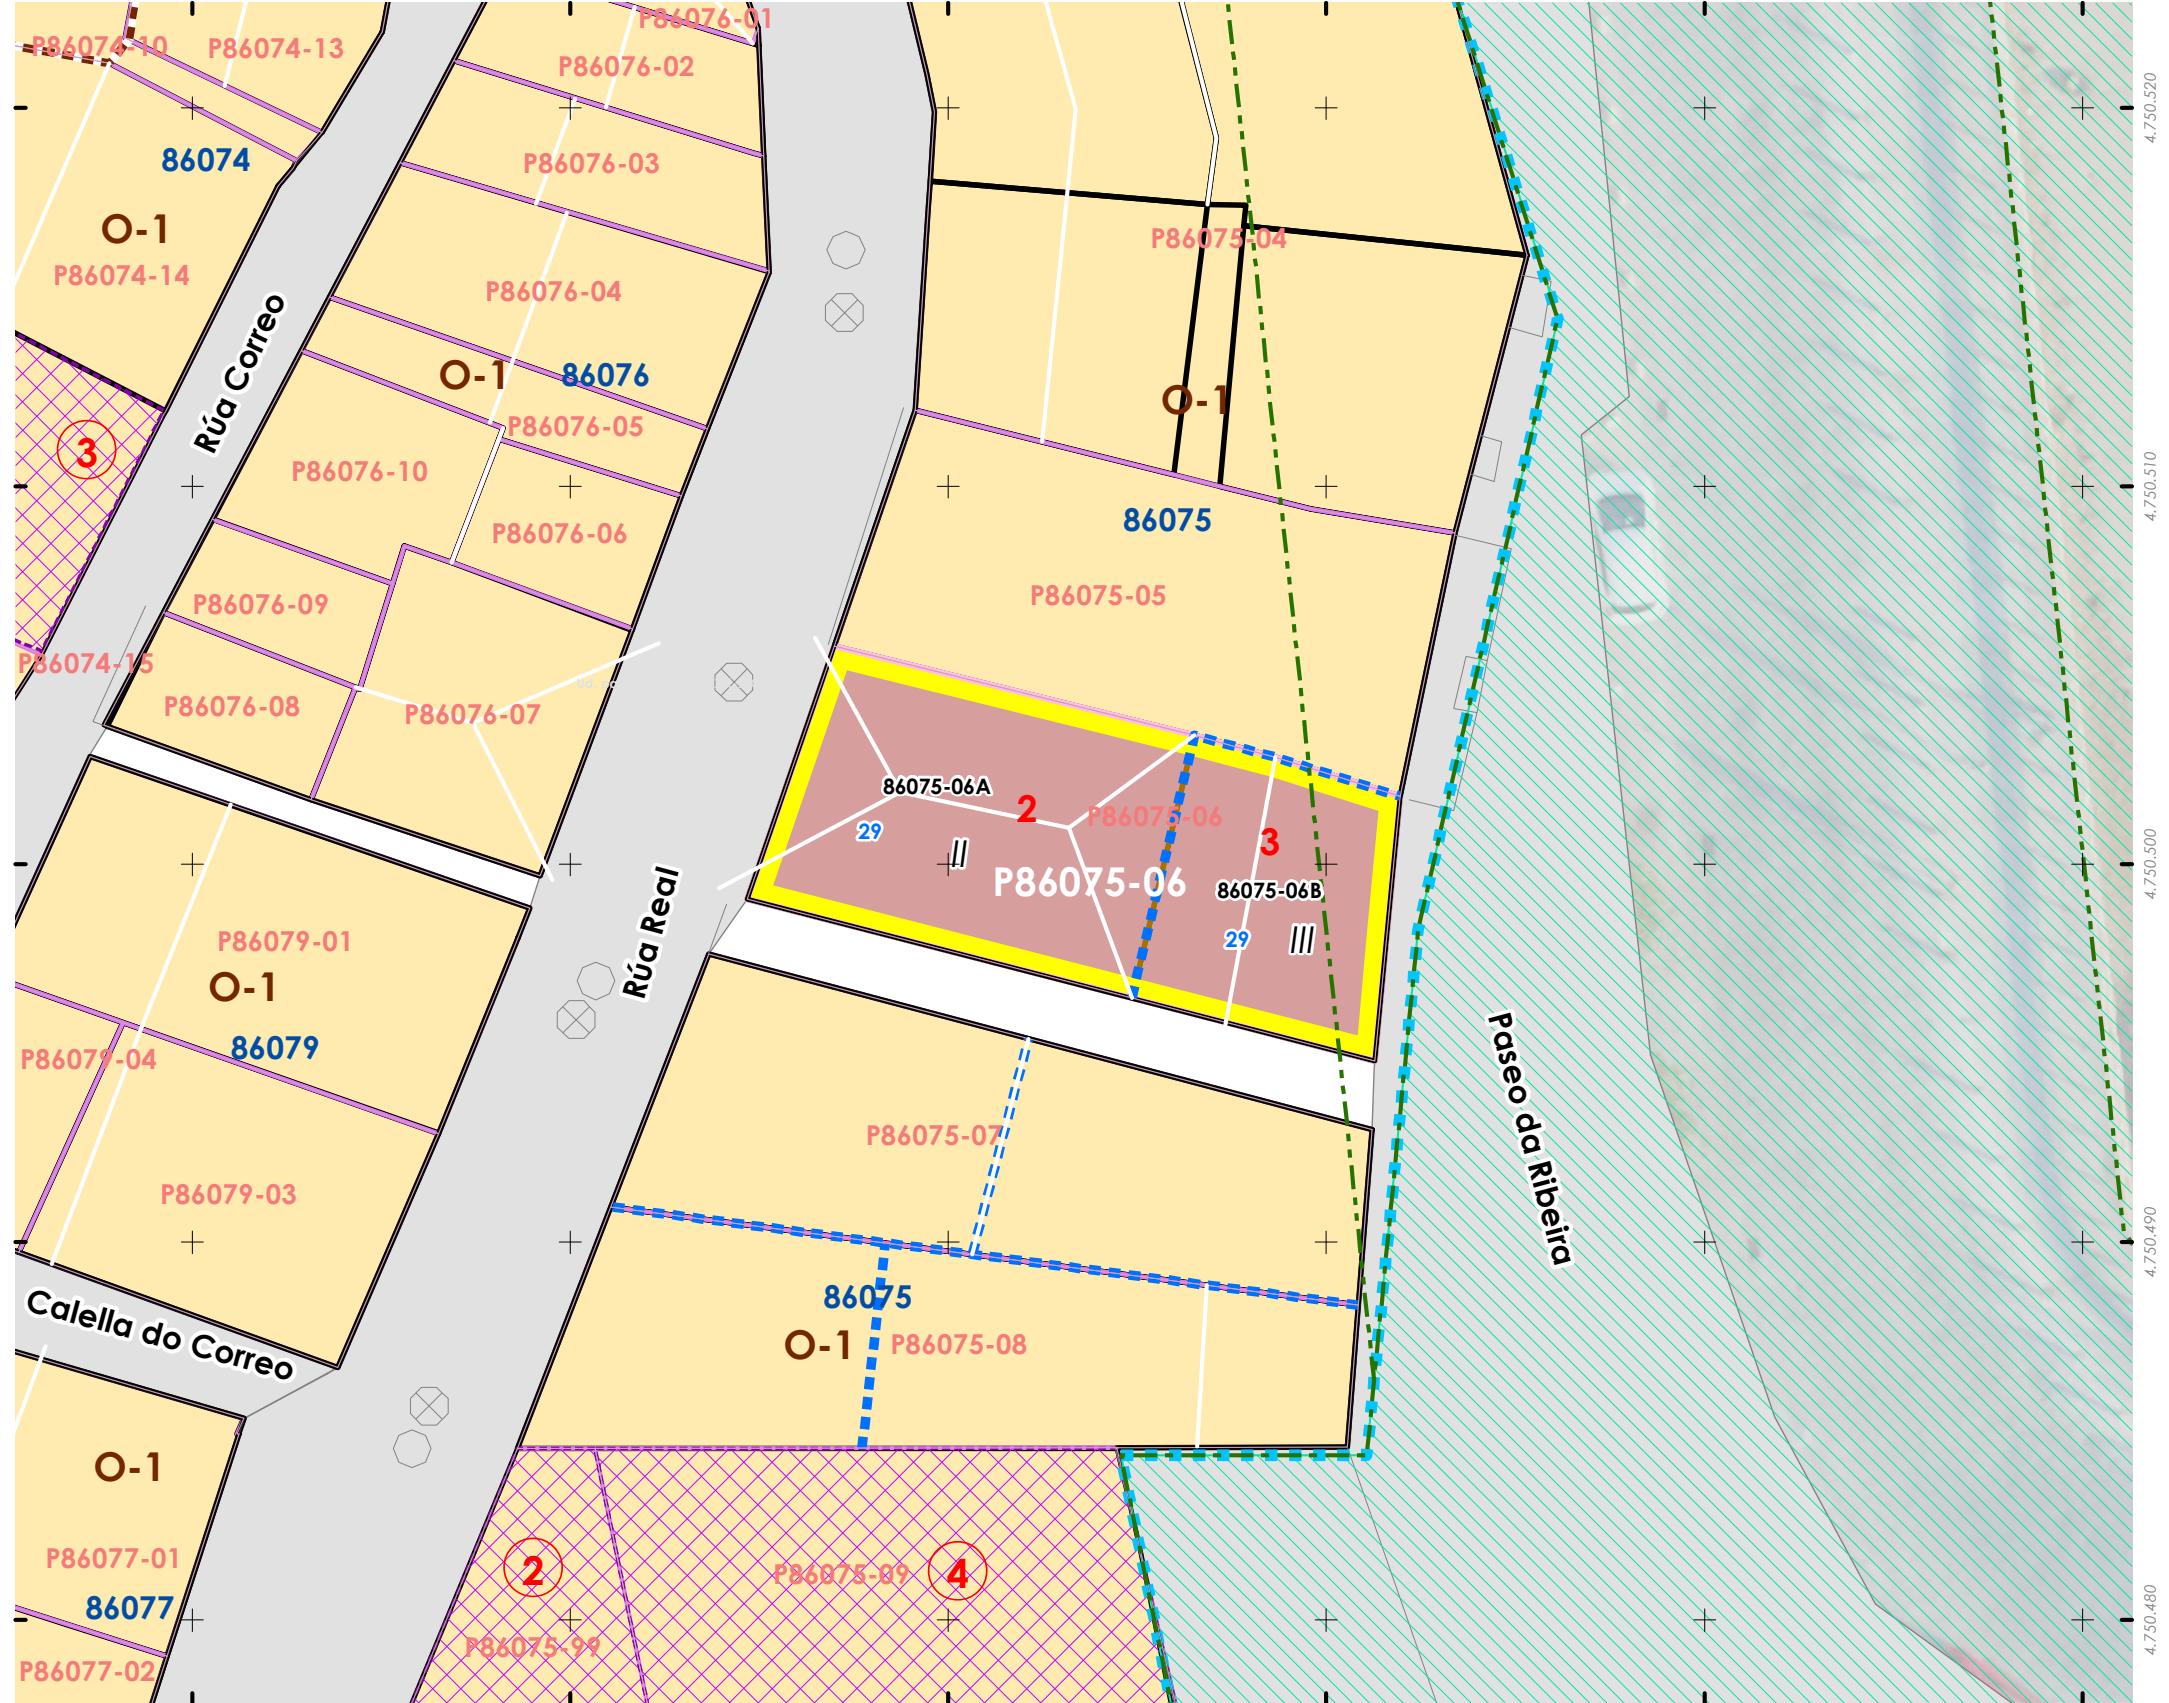 P86076-01
P86074-10
P86074-13
P86076-02
4.750.520
86074
P86076-03
O-1
P86075-04
P86074-14
P86076-04
Rúa Correo
O-1
86076
O-1
P86076-05
3
P86076-10
4.750.510
86075
P86076-06
P86075-05
P86076-09
P86074-15
P86076-08
P86076-07
86075-06A
2
P86075-06
29
3
II
P86075-06
86075-06B
4.750.500
29
III
Rúa Real
P86079-01
O-1
86079
P86079-04
Paseo da Ribeira
P86075-07
P86079-03
4.750.490
86075
Calella do Correo
O-1
P86075-08
O-1
P86077-01
2
P86075-09
4
86077
P86075-99
4.750.480
P86077-02